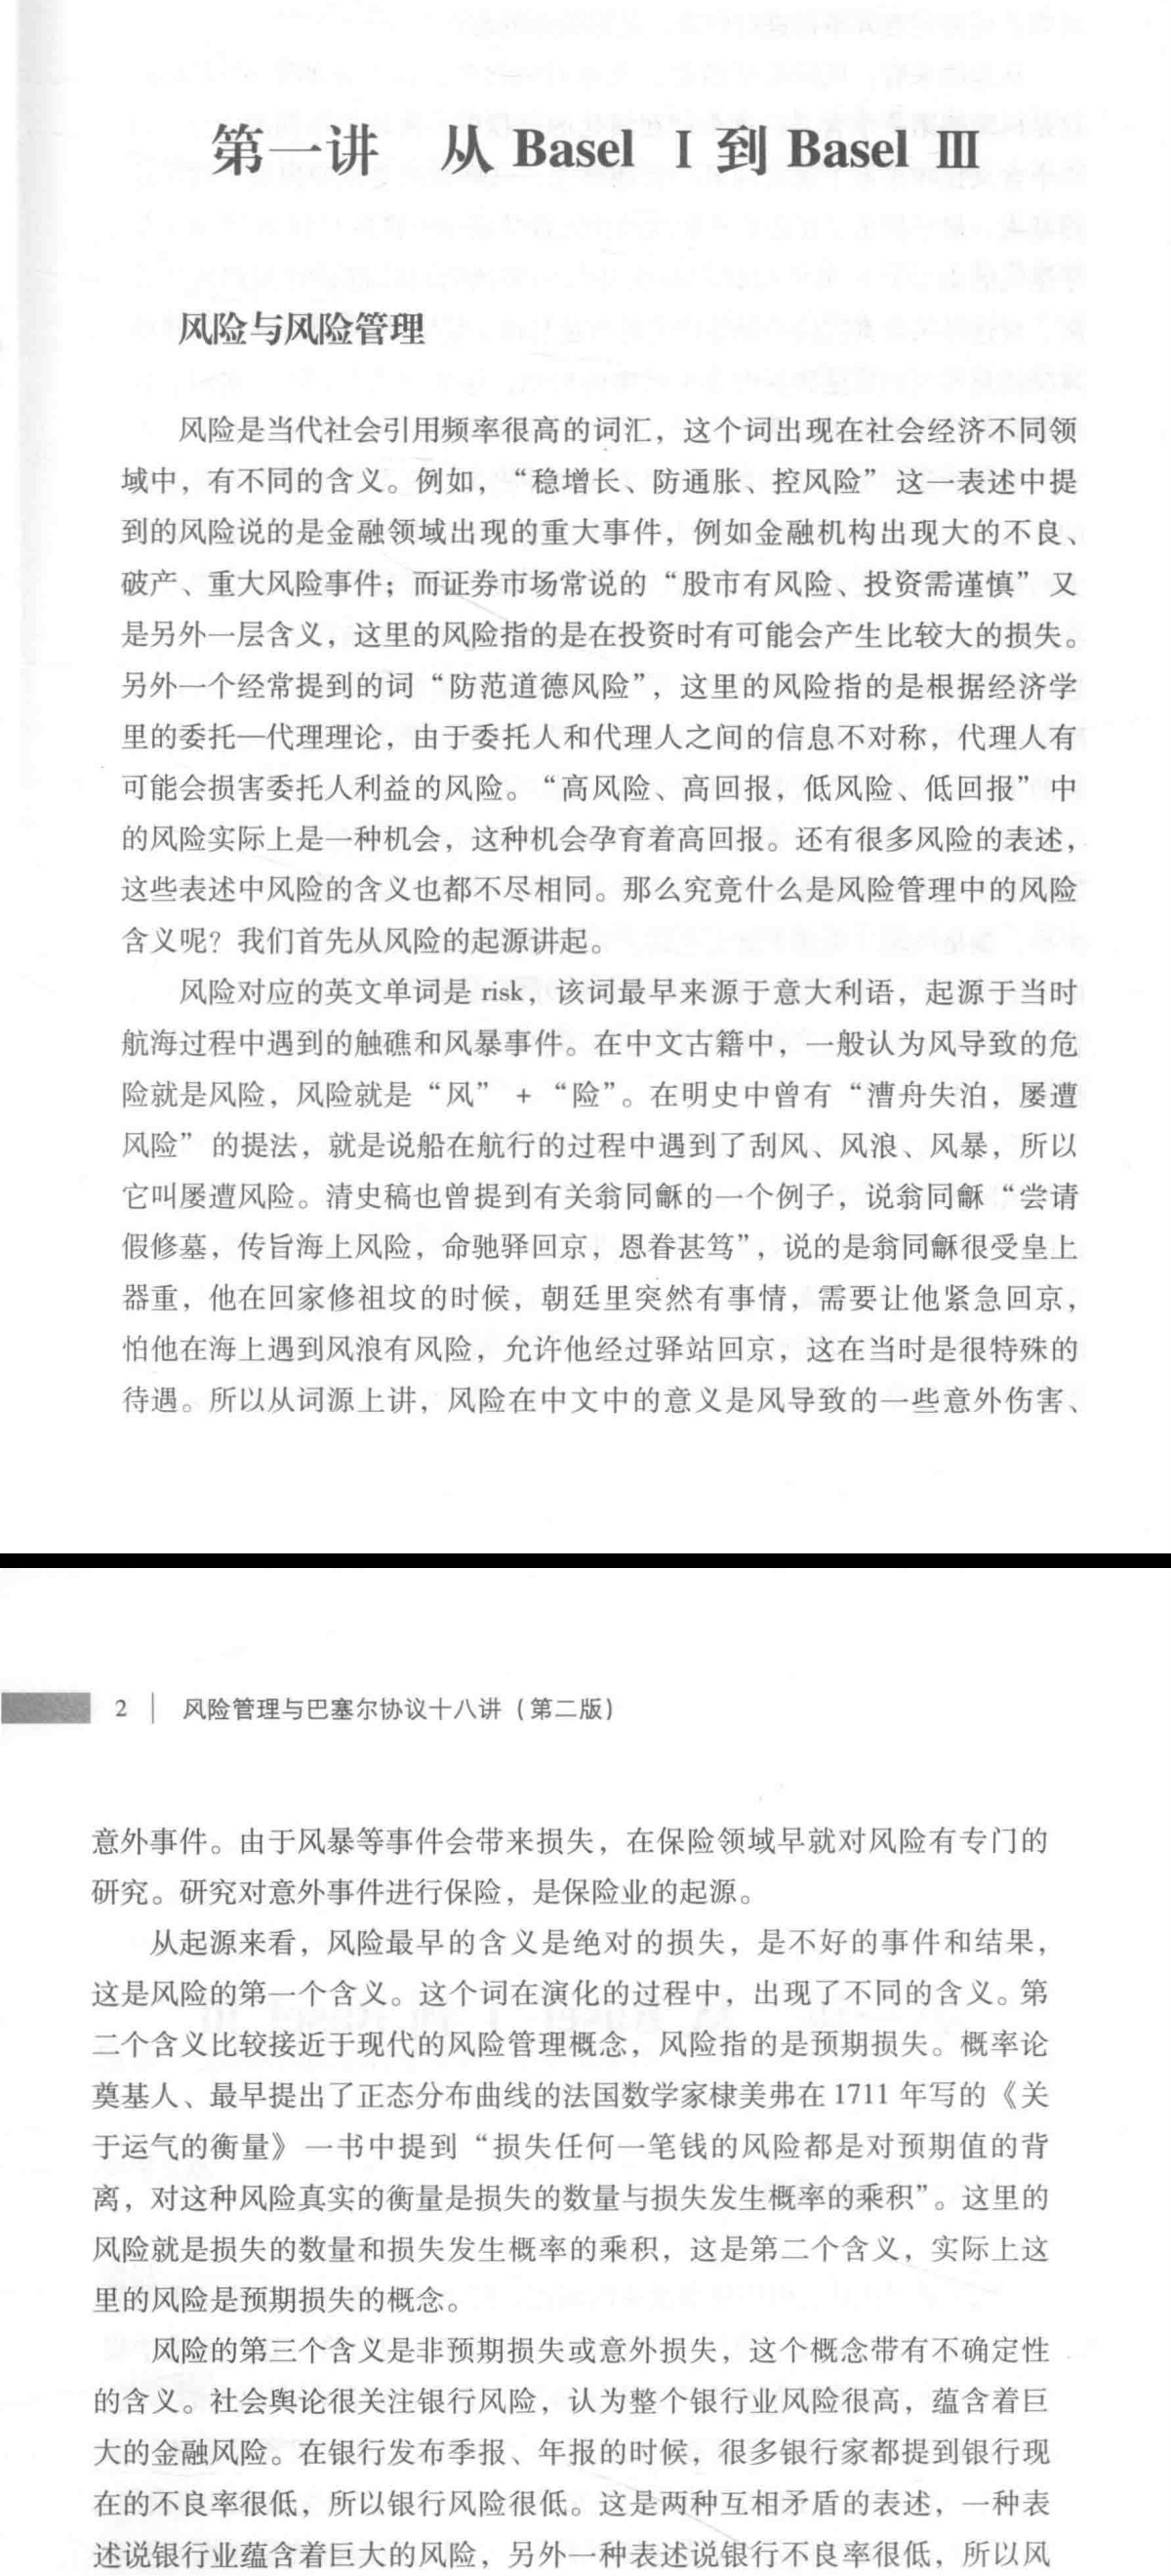 第一讲 从 Basel Ⅰ 到 Basel Ⅲ
风险与风险管理
风险是当代社会引用频率很高的词汇，这个词出现在社会经济不同领
域中，有不同的含义。例如，“稳增长、防通胀、控风险”这一表述中提
到的风险说的是金融领域出现的重大事件，例如金融机构出现大的不良、
破产、重大风险事件；而证券市场常说的“股市有风险、投资需谨慎”又
是另外一层含义，这里的风险指的是在投资时有可能会产生比较大的损失。
另外一个经常提到的词“防范道德风险”，这里的风险指的是根据经济学
里的委托—代理理论，由于委托人和代理人之间的信息不对称，代理人有
可能会损害委托人利益的风险。“高风险、高回报，低风险、低回报”中
的风险实际上是一种机会，这种机会孕育着高回报。还有很多风险的表述，
这些表述中风险的含义也都不尽相同。那么究竟什么是风险管理中的风险
含义呢？我们首先从风险的起源讲起。
风险对应的英文单词是 risk，该词最早来源于意大利语，起源于当时
航海过程中遇到的触礁和风暴事件。在中文古籍中，一般认为风导致的危
险就是风险，风险就是“风”+“险”。在明史中曾有“漕舟失泊，屡遭
风险”的提法，就是说船在航行的过程中遇到了刮风、风浪、风暴，所以
它叫屡遭风险。清史稿也曾提到有关翁同龢的一个例子，说翁同龢“尝请
假修墓，传旨海上风险，命驰驿回京，恩眷甚笃”，说的是翁同龢很受皇上
器重，他在回家修祖坟的时候，朝廷里突然有事情，需要让他紧急回京，
怕他在海上遇到风浪有风险，允许他经过驿站回京，这在当时是很特殊的
待遇。所以从词源上讲，风险在中文中的意义是风导致的一些意外伤害、
2 | 风险管理与巴塞尔协议十八讲（第二版）
意外事件。由于风暴等事件会带来损失，在保险领域早就对风险有专门的
研究。研究对意外事件进行保险，是保险业的起源。
从起源来看，风险最早的含义是绝对的损失，是不好的事件和结果，
这是风险的第一个含义。这个词在演化的过程中，出现了不同的含义。第
二个含义比较接近于现代的风险管理概念，风险指的是预期损失。概率论
奠基人、最早提出了正态分布曲线的法国数学家棣美弗在 1711 年写的《关
于运气的衡量》一书中提到“损失任何一笔钱的风险都是对预期值的背
离，对这种风险真实的衡量是损失的数量与损失发生概率的乘积”。这里的
风险就是损失的数量和损失发生概率的乘积，这是第二个含义，实际上这
里的风险是预期损失的概念。
风险的第三个含义是非预期损失或意外损失，这个概念带有不确定性
的含义。社会舆论很关注银行风险，认为整个银行业风险很高，蕴含着巨
大的金融风险。在银行发布季报、年报的时候，很多银行家都提到银行现
在的不良率很低，所以银行风险很低。这是两种互相矛盾的表述，一种表
述说银行业蕴含着巨大的风险，另外一种表述说银行不良率很低，所以风